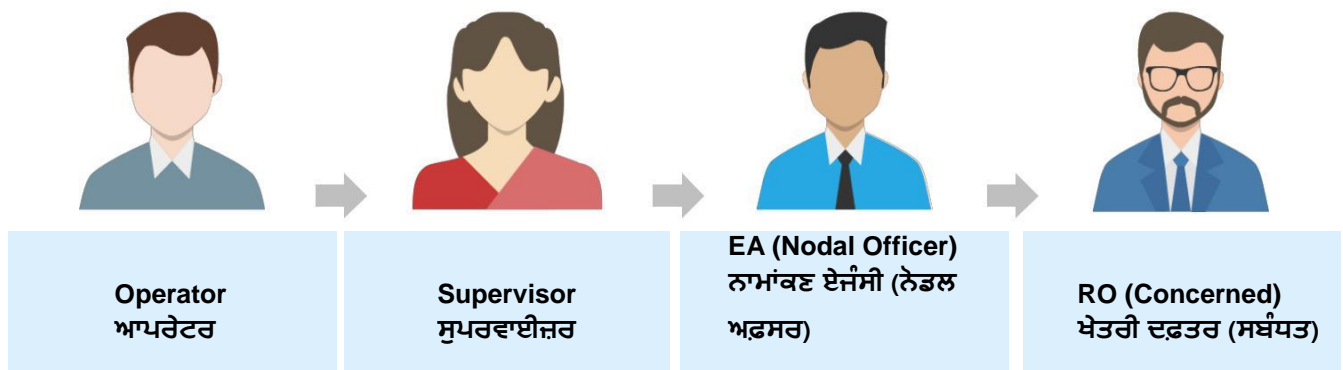 Operator
ਆਪਰੇਟਰ
Supervisor
ਸੁਪਰਵਾਈਜ਼ਰ
EA (Nodal Officer)
ਨਾਮਾਂਕਣ ਏਜੰਸੀ (ਨੋਡਲ
ਅਫ਼ਸਰ)
RO (Concerned)
ਖੇਤਰੀ ਦਫ਼ਤਰ (ਸਬੰਧਤ)